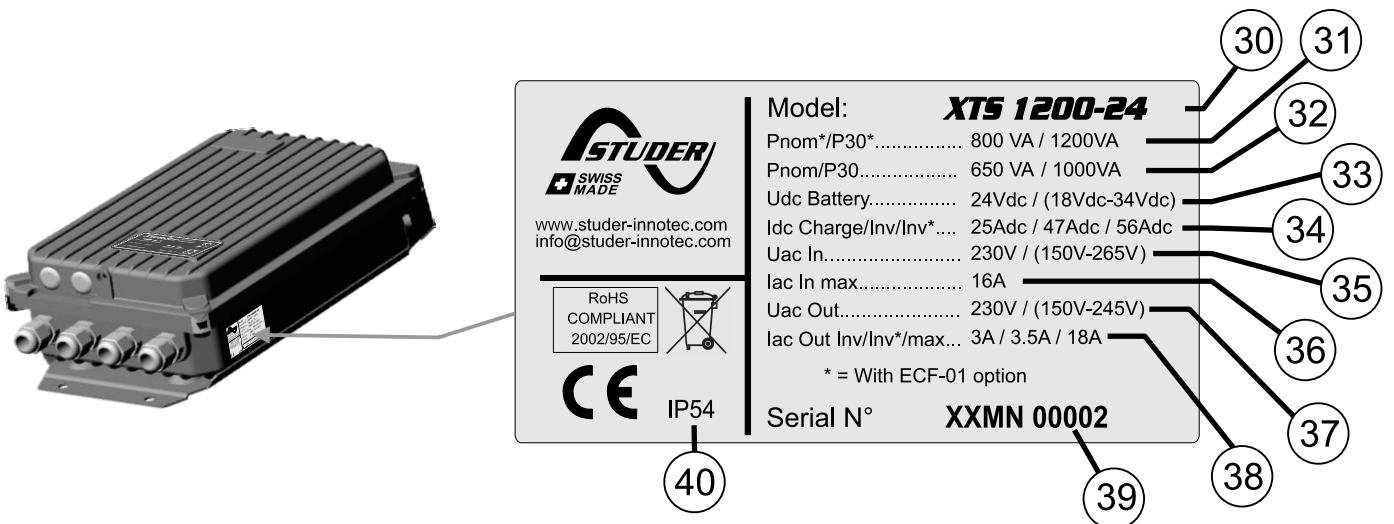 STUDER
SWISS
MADE
www.studer-innotec.com
info@studer-innotec.com
RoHS
COMPLIANT
2002/95/EC
CE
IP54
Model: XTS 1200-24
Pnom*/P30*................ 800 VA / 1200VA
Pnom/P30.................. 650 VA / 1000VA
Udc Battery................ 24Vdc / (18Vdc-34Vdc)
Idc Charge/Inv/Inv*.... 25Adc / 47Adc / 56Adc
Uac In........................ 230V / (150V-265V)
Iac In max................... 16A
Uac Out...................... 230V / (150V-245V)
Iac Out Inv/Inv*/max... 3A / 3.5A / 18A
* = With ECF-01 option
Serial N° XXMN 00002
30
31
32
33
34
35
36
37
38
39
40